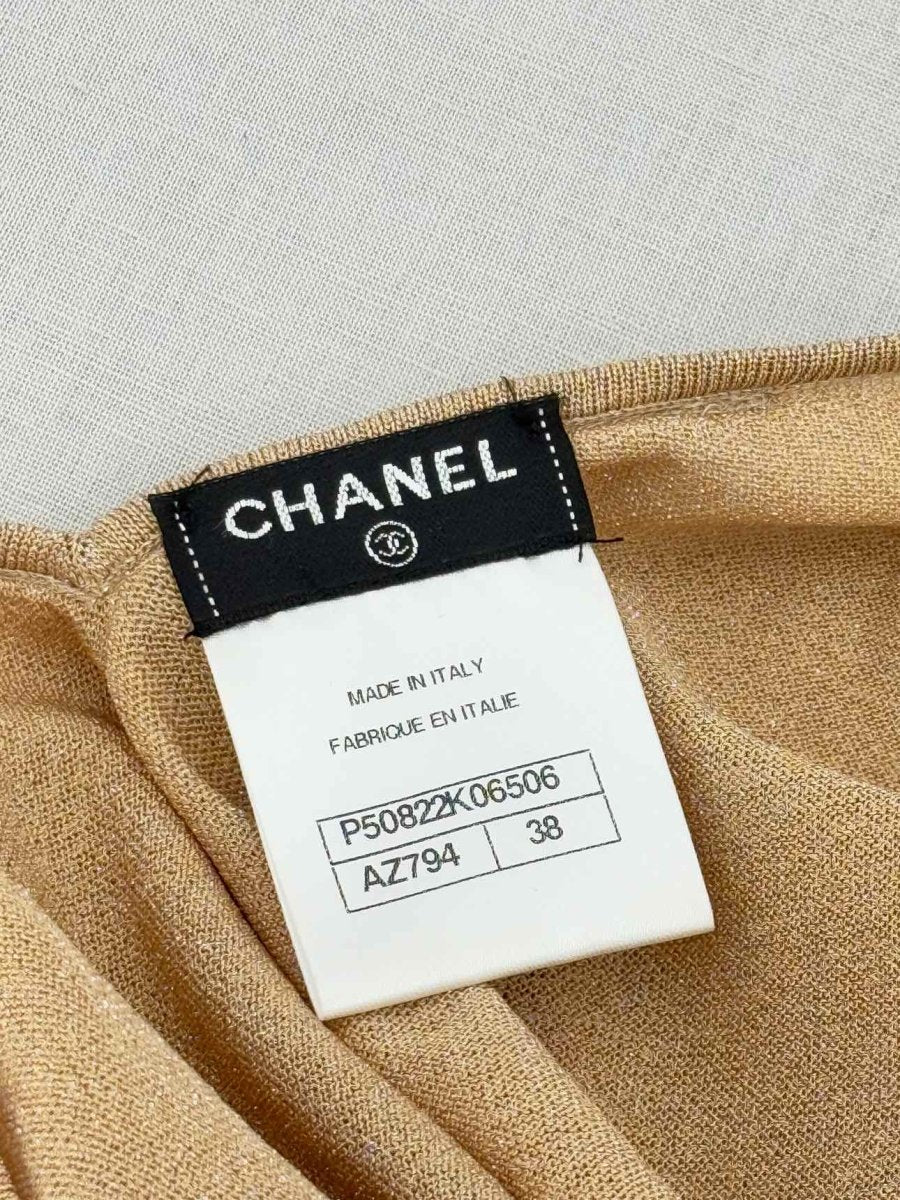 CHANEL
MADE IN ITALY
FABRIQUE EN ITALIE
P50822K06506
AZ794 38